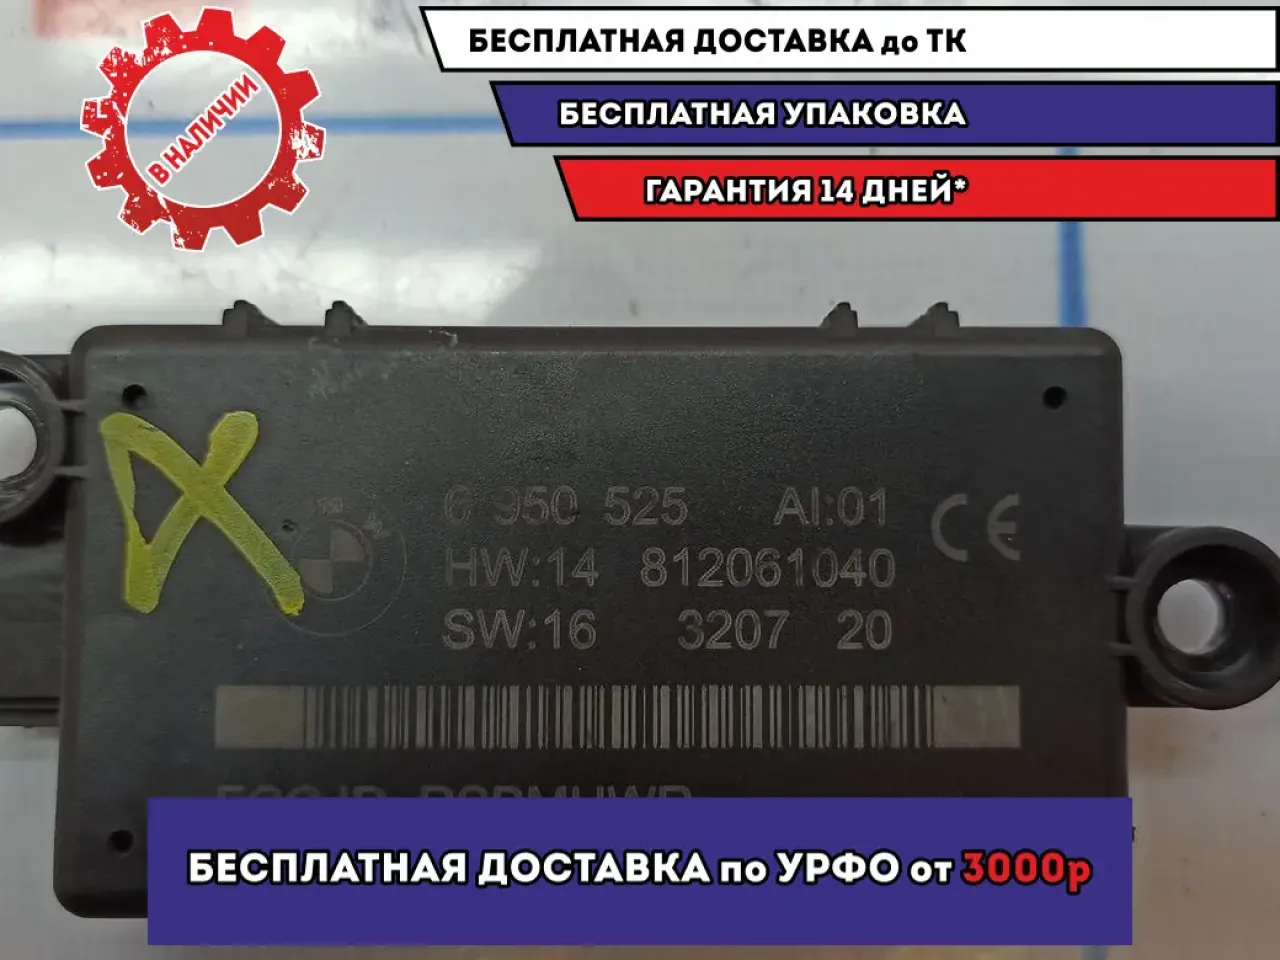 БЕСПЛАТНАЯ ДОСТАВКА до ТК
БЕСПЛАТНАЯ УПАКОВКА
ГАРАНТИЯ 14 ДНЕЙ*
В НАЛИЧИИ
6 950 525 AI:01
HW:14 812061040
SW:16 3207 20
CE
БЕСПЛАТНАЯ ДОСТАВКА по УРФО от 3000р